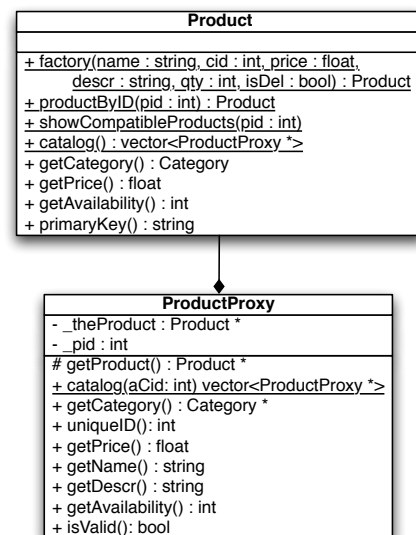 Product
+ factory(name : string, cid : int, price : float,
descr : string, qty : int, isDel : bool) : Product
+ productByID(pid : int) : Product
+ showCompatibleProducts(pid : int)
+ catalog() : vector<ProductProxy *>
+ getCategory() : Category
+ getPrice() : float
+ getAvailability() : int
+ primaryKey() : string
ProductProxy
- _theProduct : Product *
- _pid : int
# getProduct() : Product *
+ catalog(aCid: int) vector<ProductProxy *>
+ getCategory() : Category *
+ uniqueID(): int
+ getPrice() : float
+ getName() : string
+ getDescr() : string
+ getAvailability() : int
+ isValid(): bool